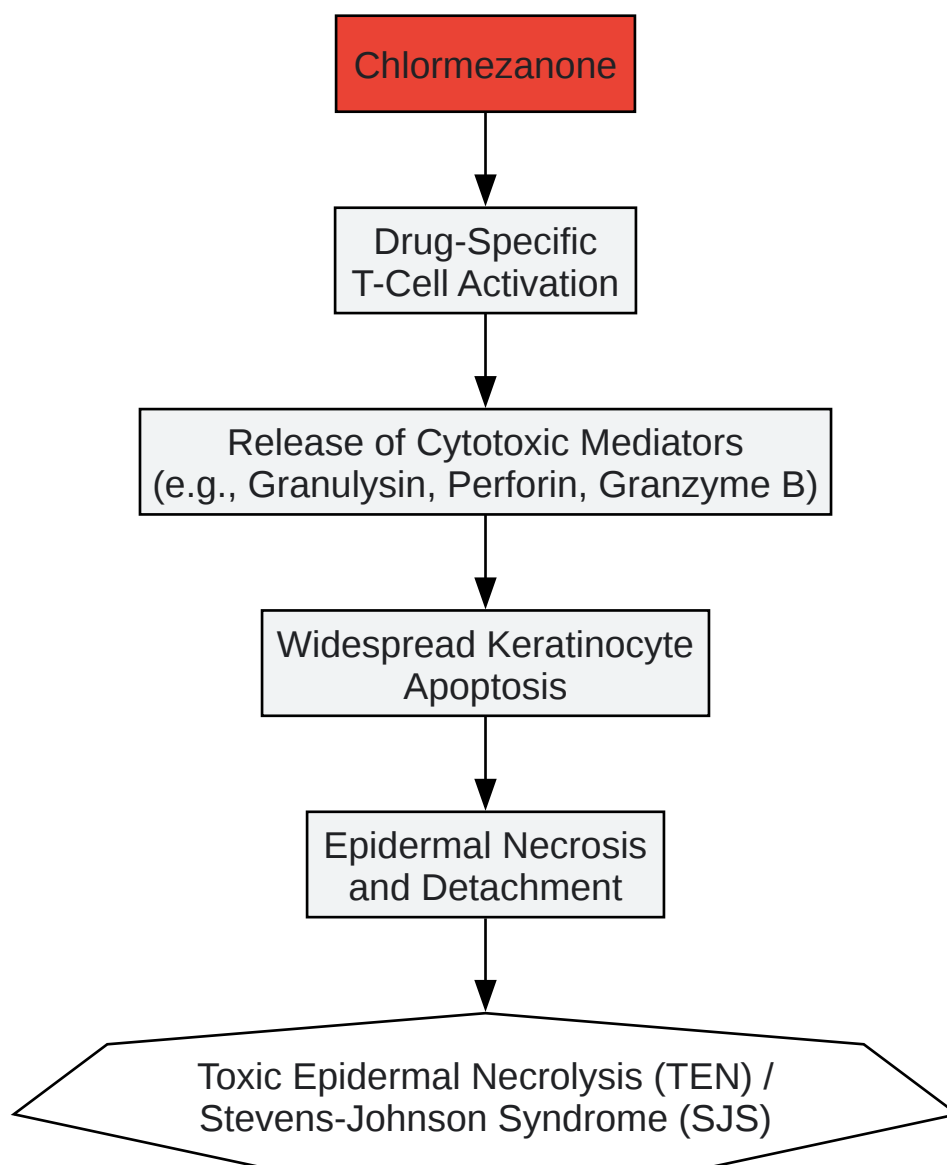 Chlormezanone
Drug-Specific
T-Cell Activation
Release of Cytotoxic Mediators
(e.g., Granulysin, Perforin, Granzyme B)
Widespread Keratinocyte
Apoptosis
Epidermal Necrosis
and Detachment
Toxic Epidermal Necrolysis (TEN) /
Stevens-Johnson Syndrome (SJS)